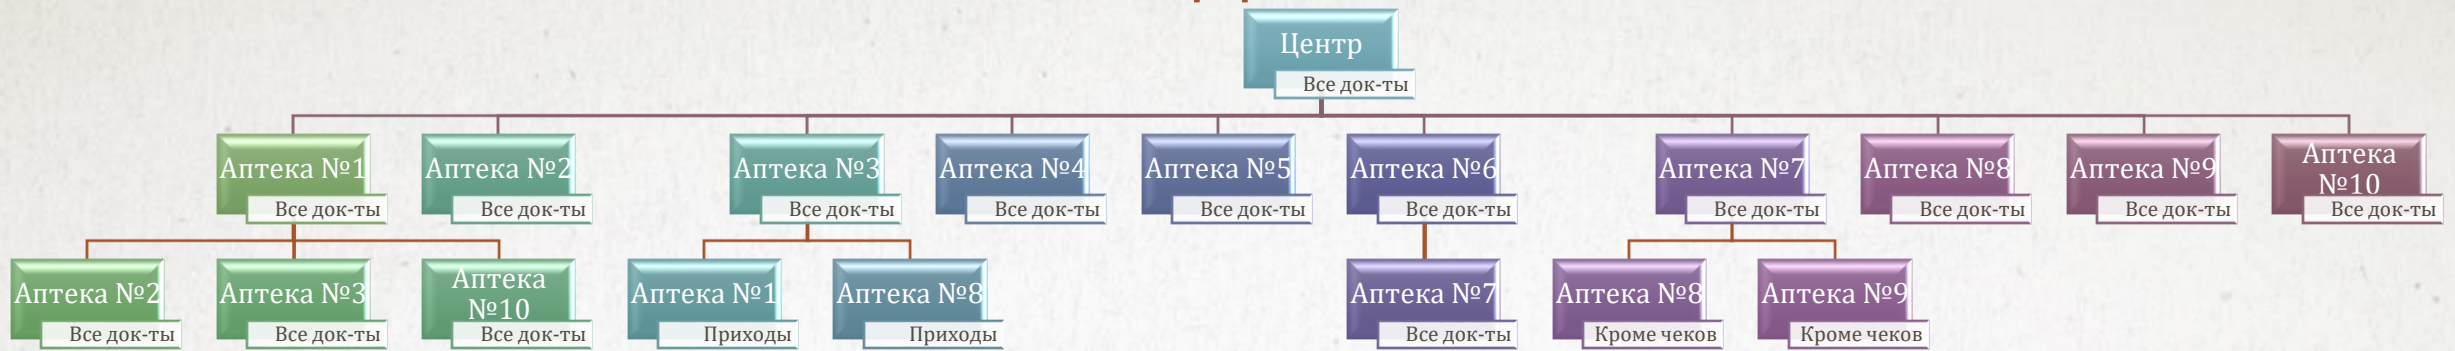 Центр
Все док-ты
Аптека №1
Все док-ты
Аптека №2
Все док-ты
Аптека №3
Все док-ты
Аптека №4
Все док-ты
Аптека №5
Все док-ты
Аптека №6
Все док-ты
Аптека №7
Все док-ты
Аптека №8
Все док-ты
Аптека №9
Все док-ты
Аптека
№10
Все док-ты
Аптека №2
Все док-ты
Аптека №3
Все док-ты
Аптека
№10
Все док-ты
Аптека №1
Приходы
Аптека №8
Приходы
Аптека №7
Все док-ты
Аптека №8
Кроме чеков
Аптека №9
Кроме чеков